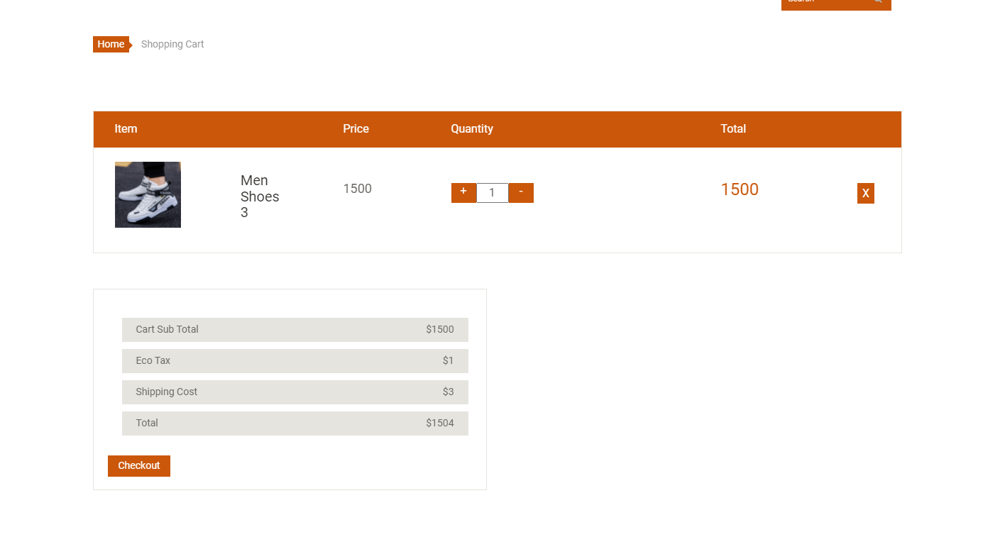 Search
Home Shopping Cart
Item Price Quantity Total
Men
Shoes
3
1500 + 1 - 1500 X
Cart Sub Total $1500
Eco Tax $1
Shipping Cost $3
Total $1504
Checkout